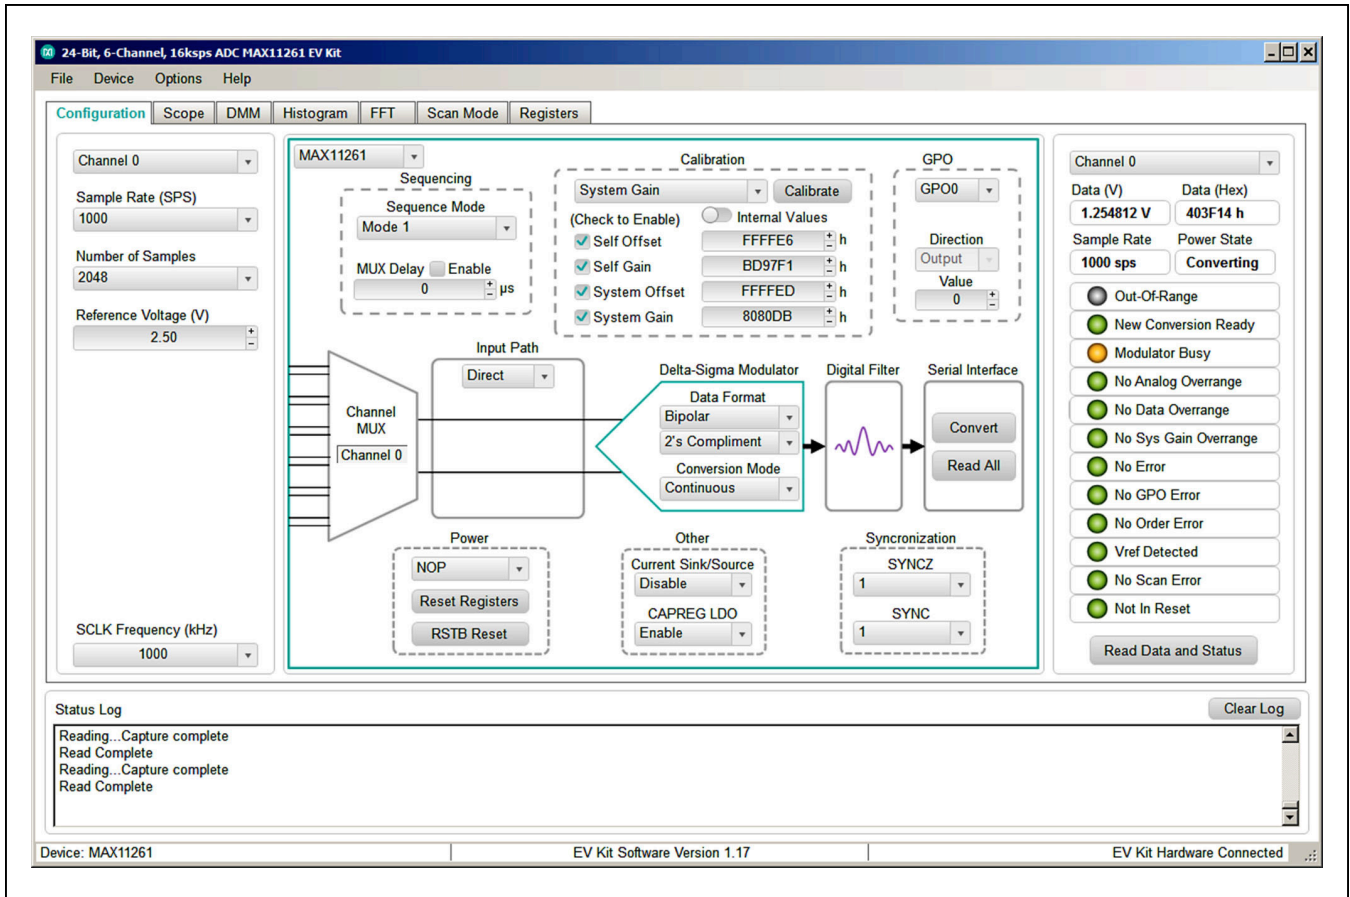 24-Bit, 6-Channel, 16ksps ADC MAX11261 EV Kit
File Device Options Help
Configuration Scope DMM Histogram FFT Scan Mode Registers
Channel 0
Sample Rate (SPS)
1000
Number of Samples
2048
Reference Voltage (V)
2.50
SCLK Frequency (kHz)
1000
MAX11261
Sequencing
Sequence Mode
Mode 1
MUX Delay Enable
0 µs
Calibration
System Gain Calibrate
(Check to Enable) Internal Values
Self Offset FFFFE6 h
Self Gain BD97F1 h
System Offset FFFFED h
System Gain 8080DB h
GPO
GPO0
Direction
Output
Value
0
Channel
MUX
Channel 0
Input Path
Direct
Delta-Sigma Modulator
Data Format
Bipolar
2's Compliment
Conversion Mode
Continuous
Digital Filter
Serial Interface
Convert
Read All
Power
NOP
Reset Registers
RSTB Reset
Other
Current Sink/Source
Disable
CAPREG LDO
Enable
Syncronization
SYNCZ
1
SYNC
1
Channel 0
Data (V) Data (Hex)
1.254812 V 403F14 h
Sample Rate Power State
1000 sps Converting
Out-Of-Range
New Conversion Ready
Modulator Busy
No Analog Overrange
No Data Overrange
No Sys Gain Overrange
No Error
No GPO Error
No Order Error
Vref Detected
No Scan Error
Not In Reset
Read Data and Status
Status Log Clear Log
Reading...Capture complete
Read Complete
Reading...Capture complete
Read Complete
Device: MAX11261 EV Kit Software Version 1.17 EV Kit Hardware Connected